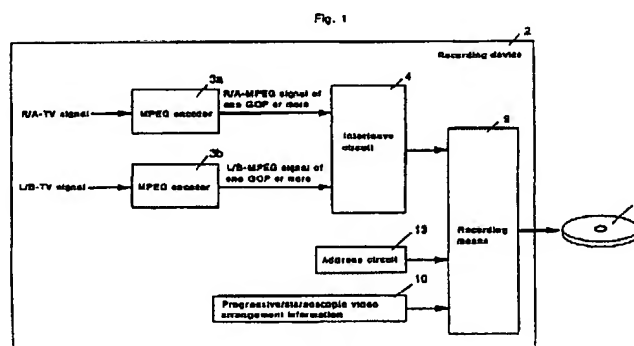 Fig. 1
2
Recording device
3a
R/A-TV signal
MPEG encoder
R/A-MPEG signal of
one GOP or more
4
Interleave
circuit
9
3b
L/B-TV signal
MPEG encoder
L/B-MPEG signal of
one GOP or more
Recording
means
13
Address circuit
10
Progressive/stereoscopic video
arrangement information